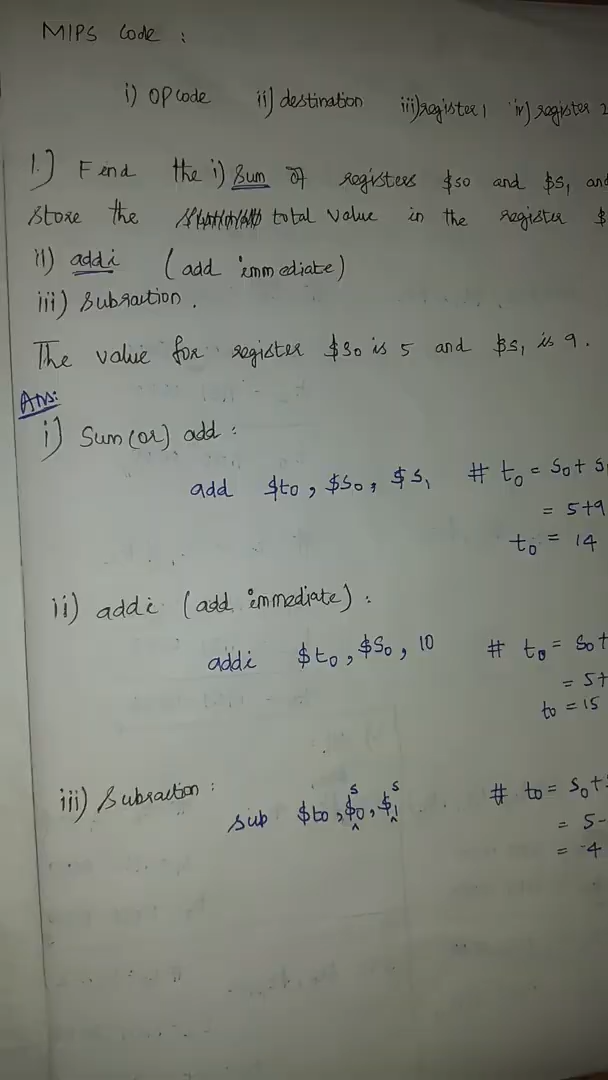 MIPS Code :
i) OPcode ii) destination iii) register 1 iv) register 2
1.) Find the i) Sum of registers $s0 and $s1 and
Store the total value in the register $
ii) addi (add immediate)
iii) Subraction.
The value for register $s0 is 5 and $s1 is 9.
Ans:
i) Sum (or) add :
add $t0, $s0, $s1 # t0 = s0 + s
= 5+9
t0 = 14
ii) addi (add immediate) :
addi $t0, $s0, 10 # t0 = s0 +
= 5+
t0 = 15
iii) Subraction :
sub $t0, $s0, $s1 # t0 = s0 +
= 5-
= -4